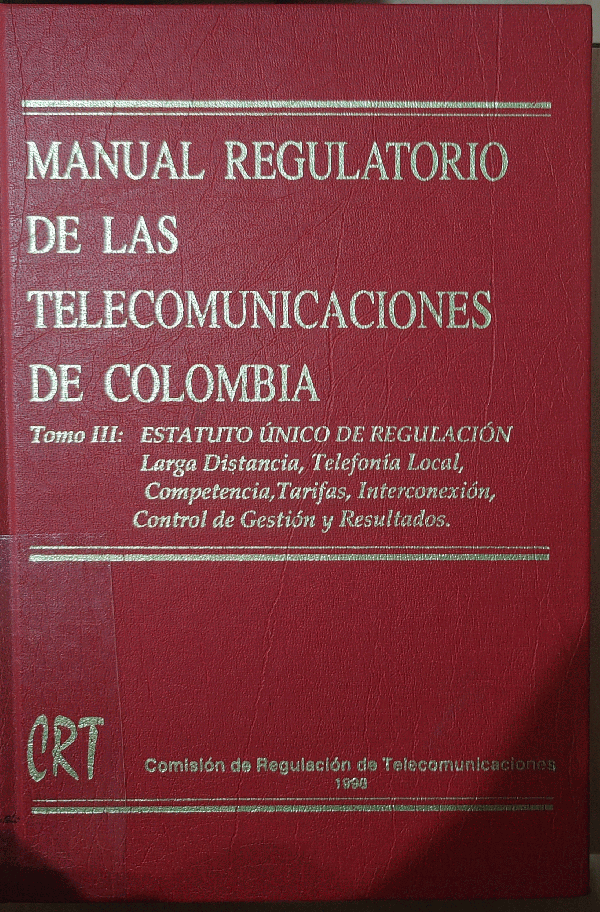 MANUAL REGULATORIO
DE LAS
TELECOMUNICACIONES
DE COLOMBIA
Tomo III: ESTATUTO ÚNICO DE REGULACIÓN
Larga Distancia, Telefonía Local,
Competencia,Tarifas, Interconexión,
Control de Gestión y Resultados.
CRT
Comisión de Regulación de Telecomunicaciones
1998